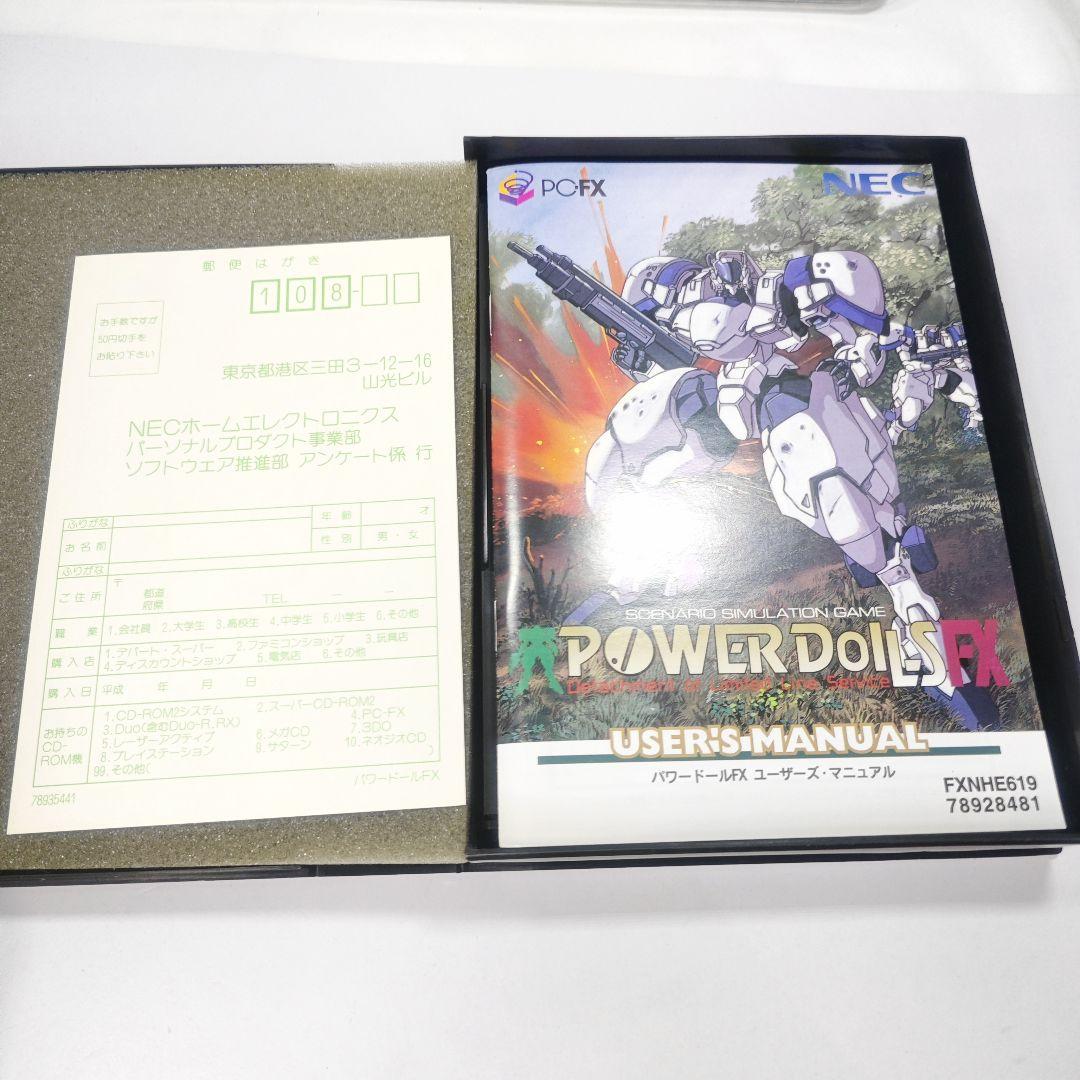 郵便はがき
108-
お手数ですが
50円切手を
お貼り下さい
東京都港区三田3-12-16
山光ビル
NECホームエレクトロニクス
パーソナルプロダクト事業部
ソフトウエア推進部 アンケート係 行
ふりがな
お名前
年齢 才
性別 男・女
ふりがな
ご住所
〒
都道
府県
TEL - -
職業 1.会社員 2.大学生 3.高校生 4.中学生 5.小学生 6.その他
購入店 1.デパート・スーパー 2.ファミコンショップ 3.玩具店
4.ディスカウントショップ 5.電気店 6.その他
購入日 平成 年 月 日
お持ちの
CD-
ROM機
1.CD-ROM2システム 2.スーパーCD-ROM2
3.Duo(含むDuo-R,RX) 4.PC-FX
5.レーザーアクティブ 6.メガCD 7.3DO
8.プレイステーション 9.サターン 10.ネオジオCD
99.その他( )
78935441
パワードールFX
PC-FX
NEC
SCENARIO SIMULATION GAME
POWER DoLLS FX
Detachment of Limited Line Service
USER'S-MANUAL
パワードールFX ユーザーズ・マニュアル
FXNHE619
78928481